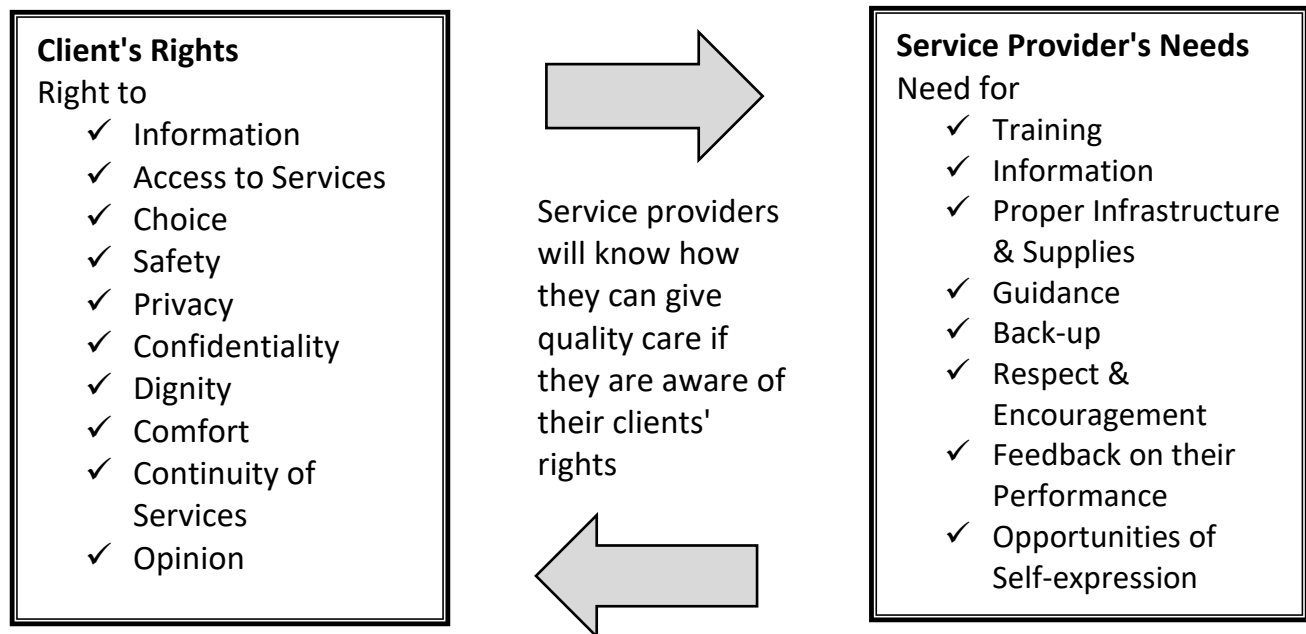 Client's Rights
Right to
✓ Information
✓ Access to Services
✓ Choice
✓ Safety
✓ Privacy
✓ Confidentiality
✓ Dignity
✓ Comfort
✓ Continuity of
Services
✓ Opinion
Service providers
will know how
they can give
quality care if
they are aware of
their clients'
rights
Service Provider's Needs
Need for
✓ Training
✓ Information
✓ Proper Infrastructure
& Supplies
✓ Guidance
✓ Back-up
✓ Respect &
Encouragement
✓ Feedback on their
Performance
✓ Opportunities of
Self-expression